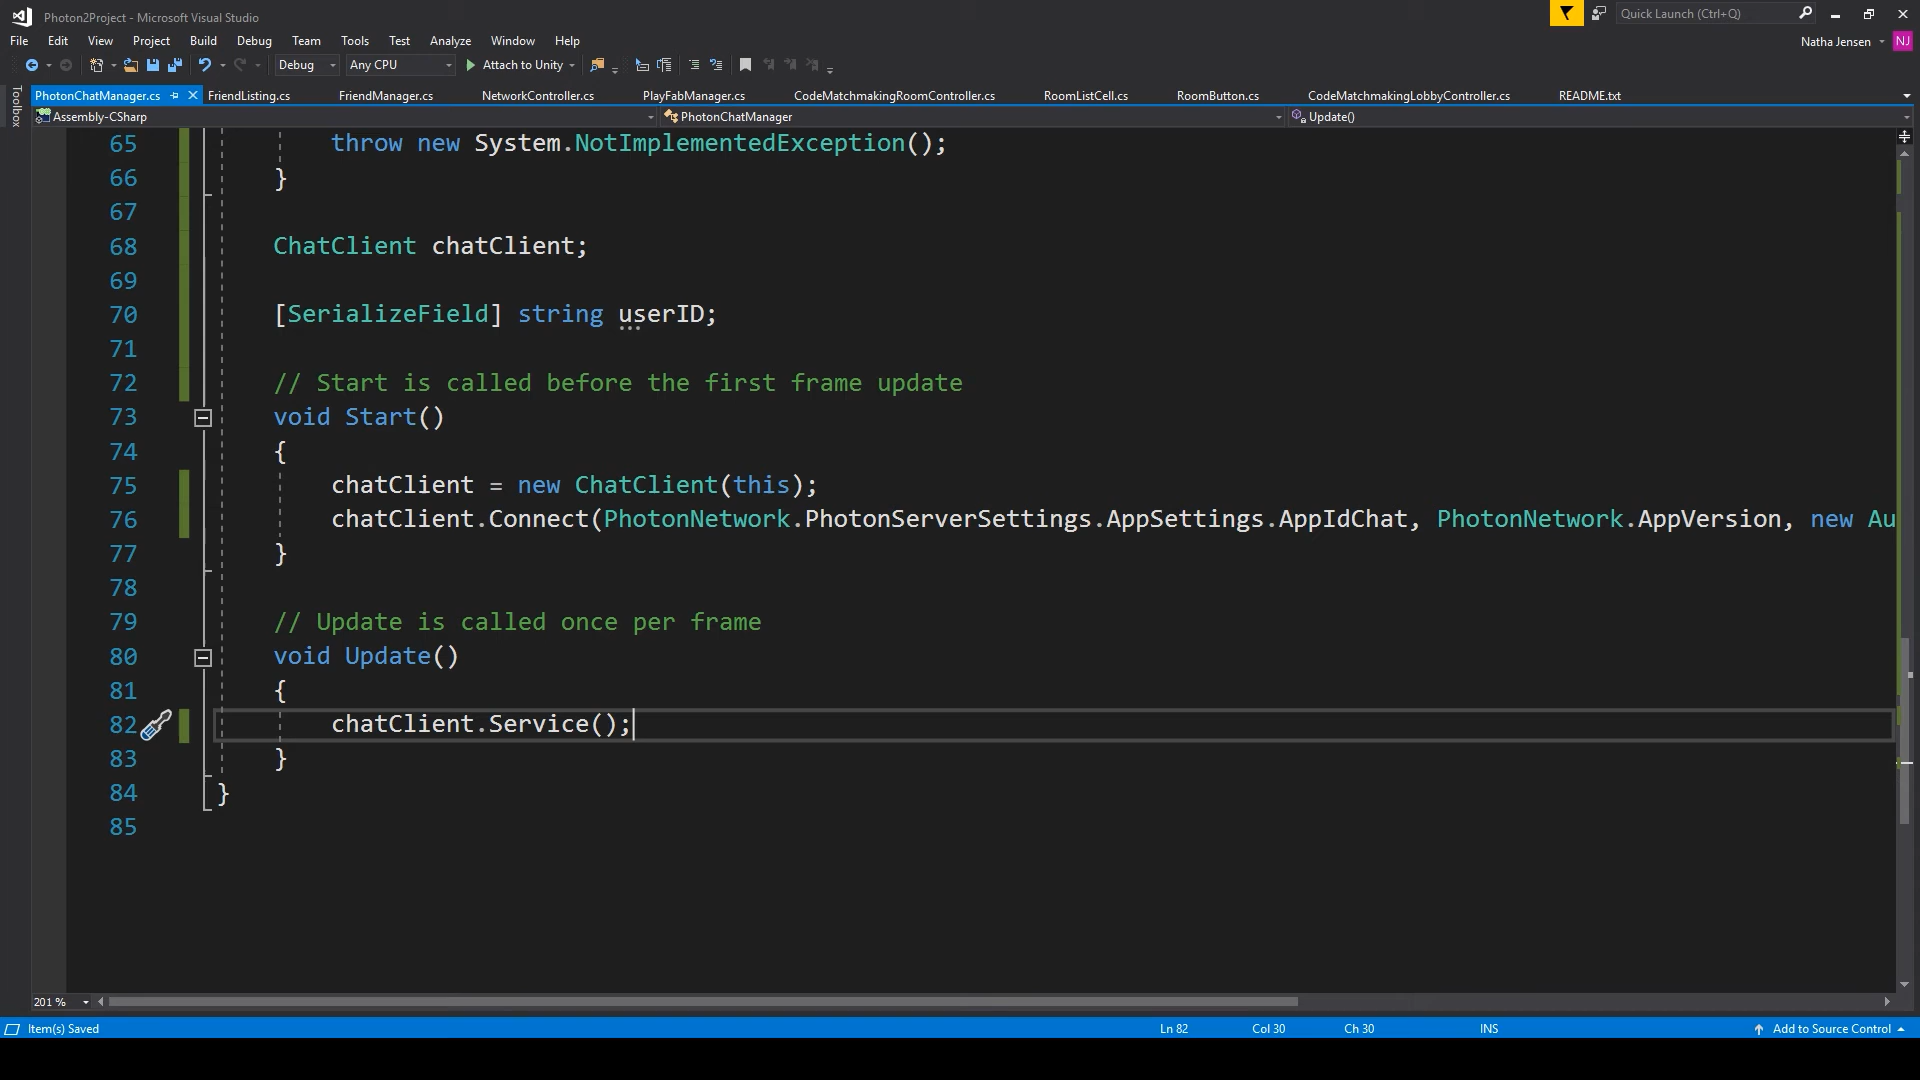 Photon2Project - Microsoft Visual Studio
Quick Launch (Ctrl+Q)
File Edit View Project Build Debug Team Tools Test Analyze Window Help
Natha Jensen NJ
Debug Any CPU Attach to Unity
Toolbox
PhotonChatManager.cs FriendListing.cs FriendManager.cs NetworkController.cs PlayFabManager.cs CodeMatchmakingRoomController.cs RoomListCell.cs RoomButton.cs CodeMatchmakingLobbyController.cs README.txt
Assembly-CSharp PhotonChatManager Update()
65 throw new System.NotImplementedException();
66 }
67
68 ChatClient chatClient;
69
70 [SerializeField] string userID;
71
72 // Start is called before the first frame update
73 void Start()
74 {
75 chatClient = new ChatClient(this);
76 chatClient.Connect(PhotonNetwork.PhotonServerSettings.AppSettings.AppIdChat, PhotonNetwork.AppVersion, new Au
77 }
78
79 // Update is called once per frame
80 void Update()
81 {
82 chatClient.Service();
83 }
84 }
85
201 %
Item(s) Saved Ln 82 Col 30 Ch 30 INS Add to Source Control